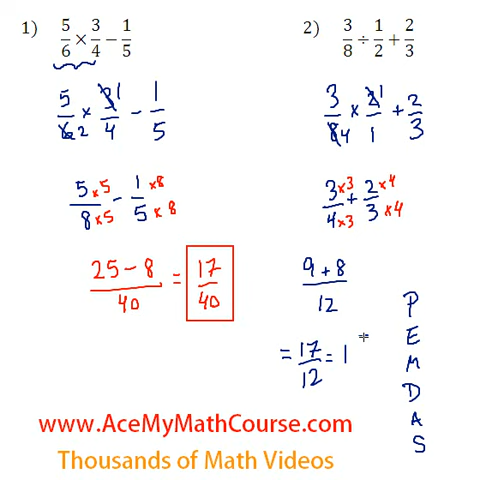 1) 5/6 × 3/4 − 1/5
5/6 2 × 3 1/4 − 1/5
5 × 5/8 × 5 − 1 × 8/5 × 8
25 − 8/40 = 17/40
2) 3/8 ÷ 1/2 + 2/3
3/8 4 × 2 1/1 + 2/3
3 × 3/4 × 3 + 2 × 4/3 × 4
9 + 8/12
= 17/12 = 1
P
E
M
D
A
S
www.AceMyMathCourse.com
Thousands of Math Videos